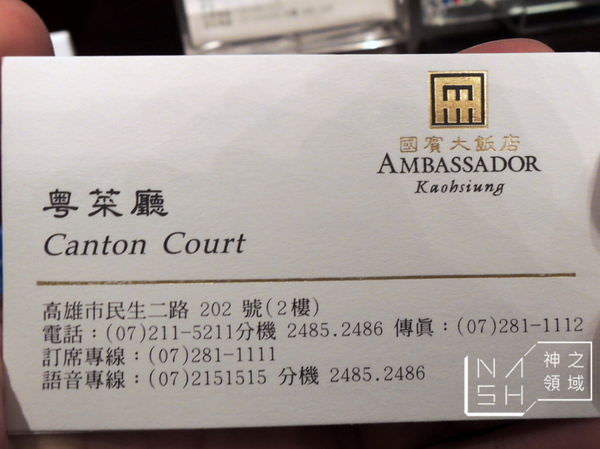 國賓大飯店
AMBASSADOR
Kaohsiung
粵菜廳
Canton Court
高雄市民生二路 202 號(2樓)
電話：(07)211-5211分機 2485.2486 傳真：(07)281-1112
訂席專線：(07)281-1111
語音專線：(07)2151515 分機 2485.2486
NASH 神之領域